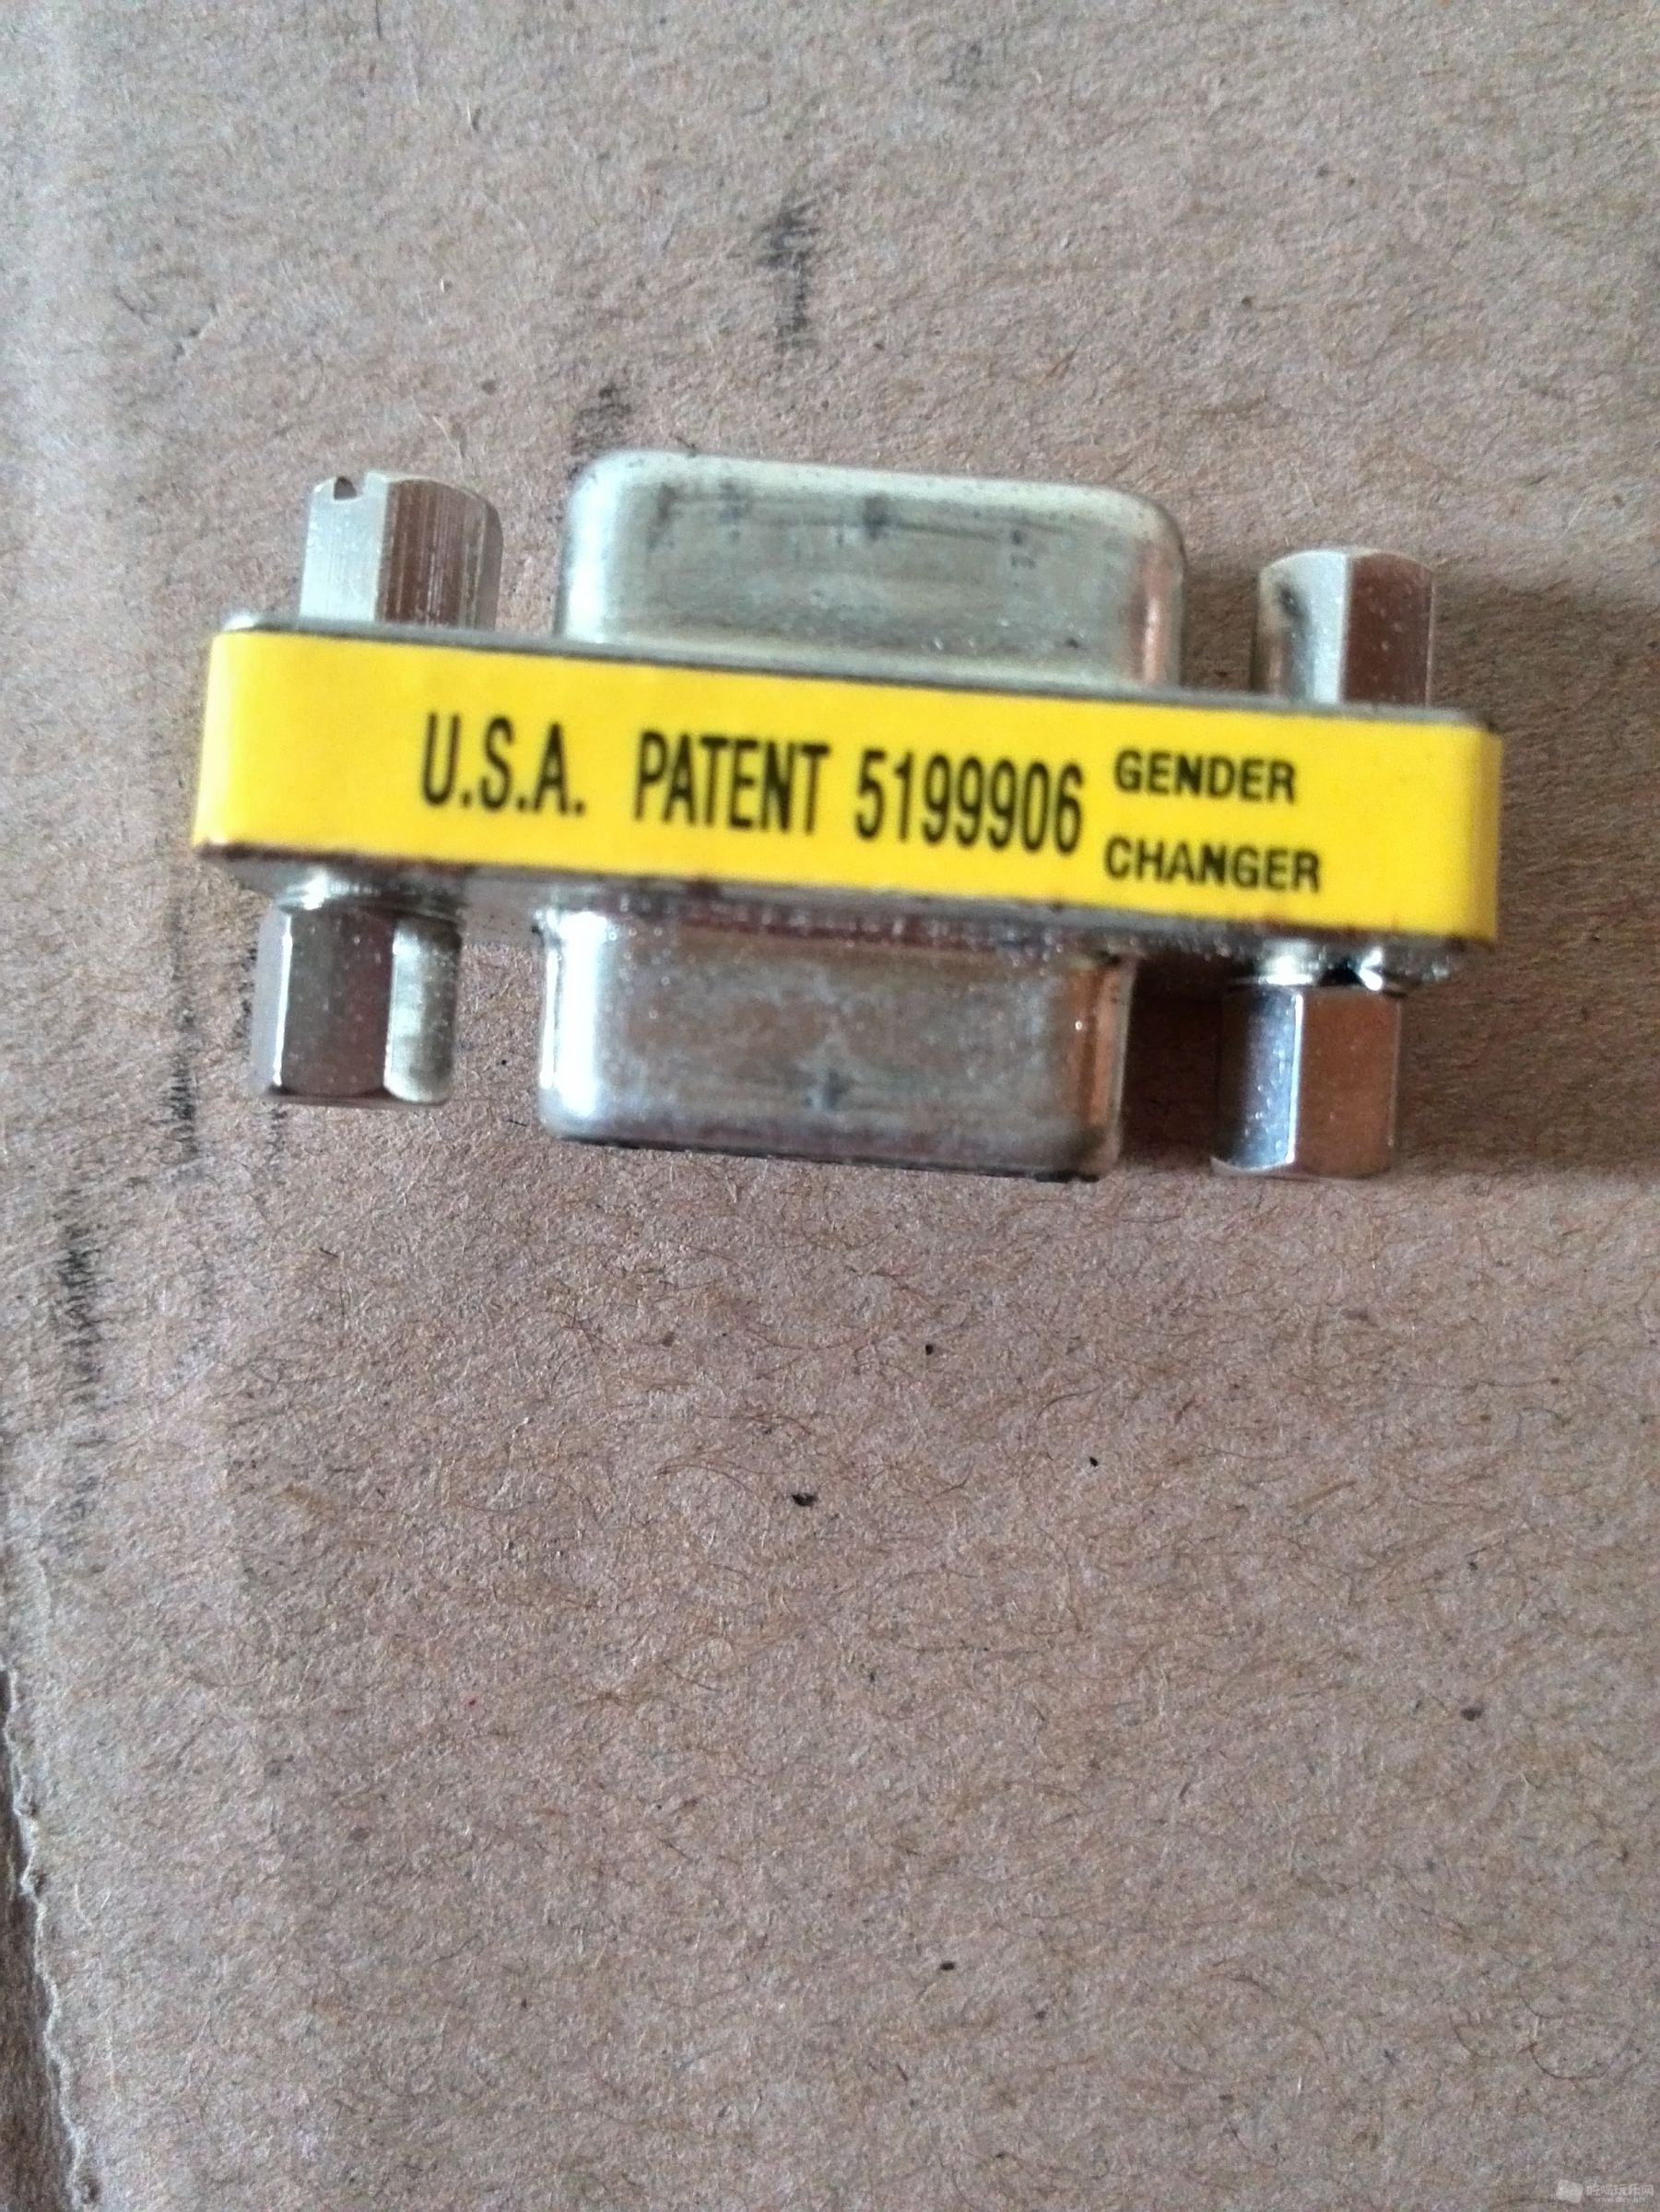 U.S.A. PATENT 5199906 GENDER
CHANGER